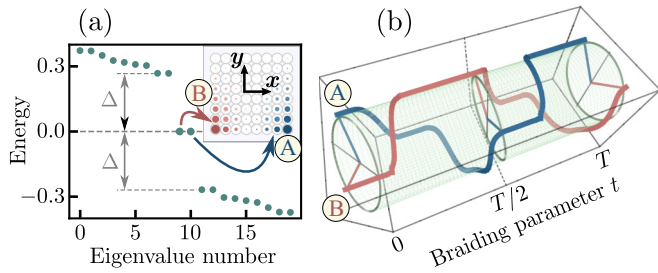 (a)
0.3
0.0
−0.3
Energy
Δ
Δ
0
5
10
15
Eigenvalue number
y
x
B
A
(b)
A
B
0
T/2
T
Braiding parameter t